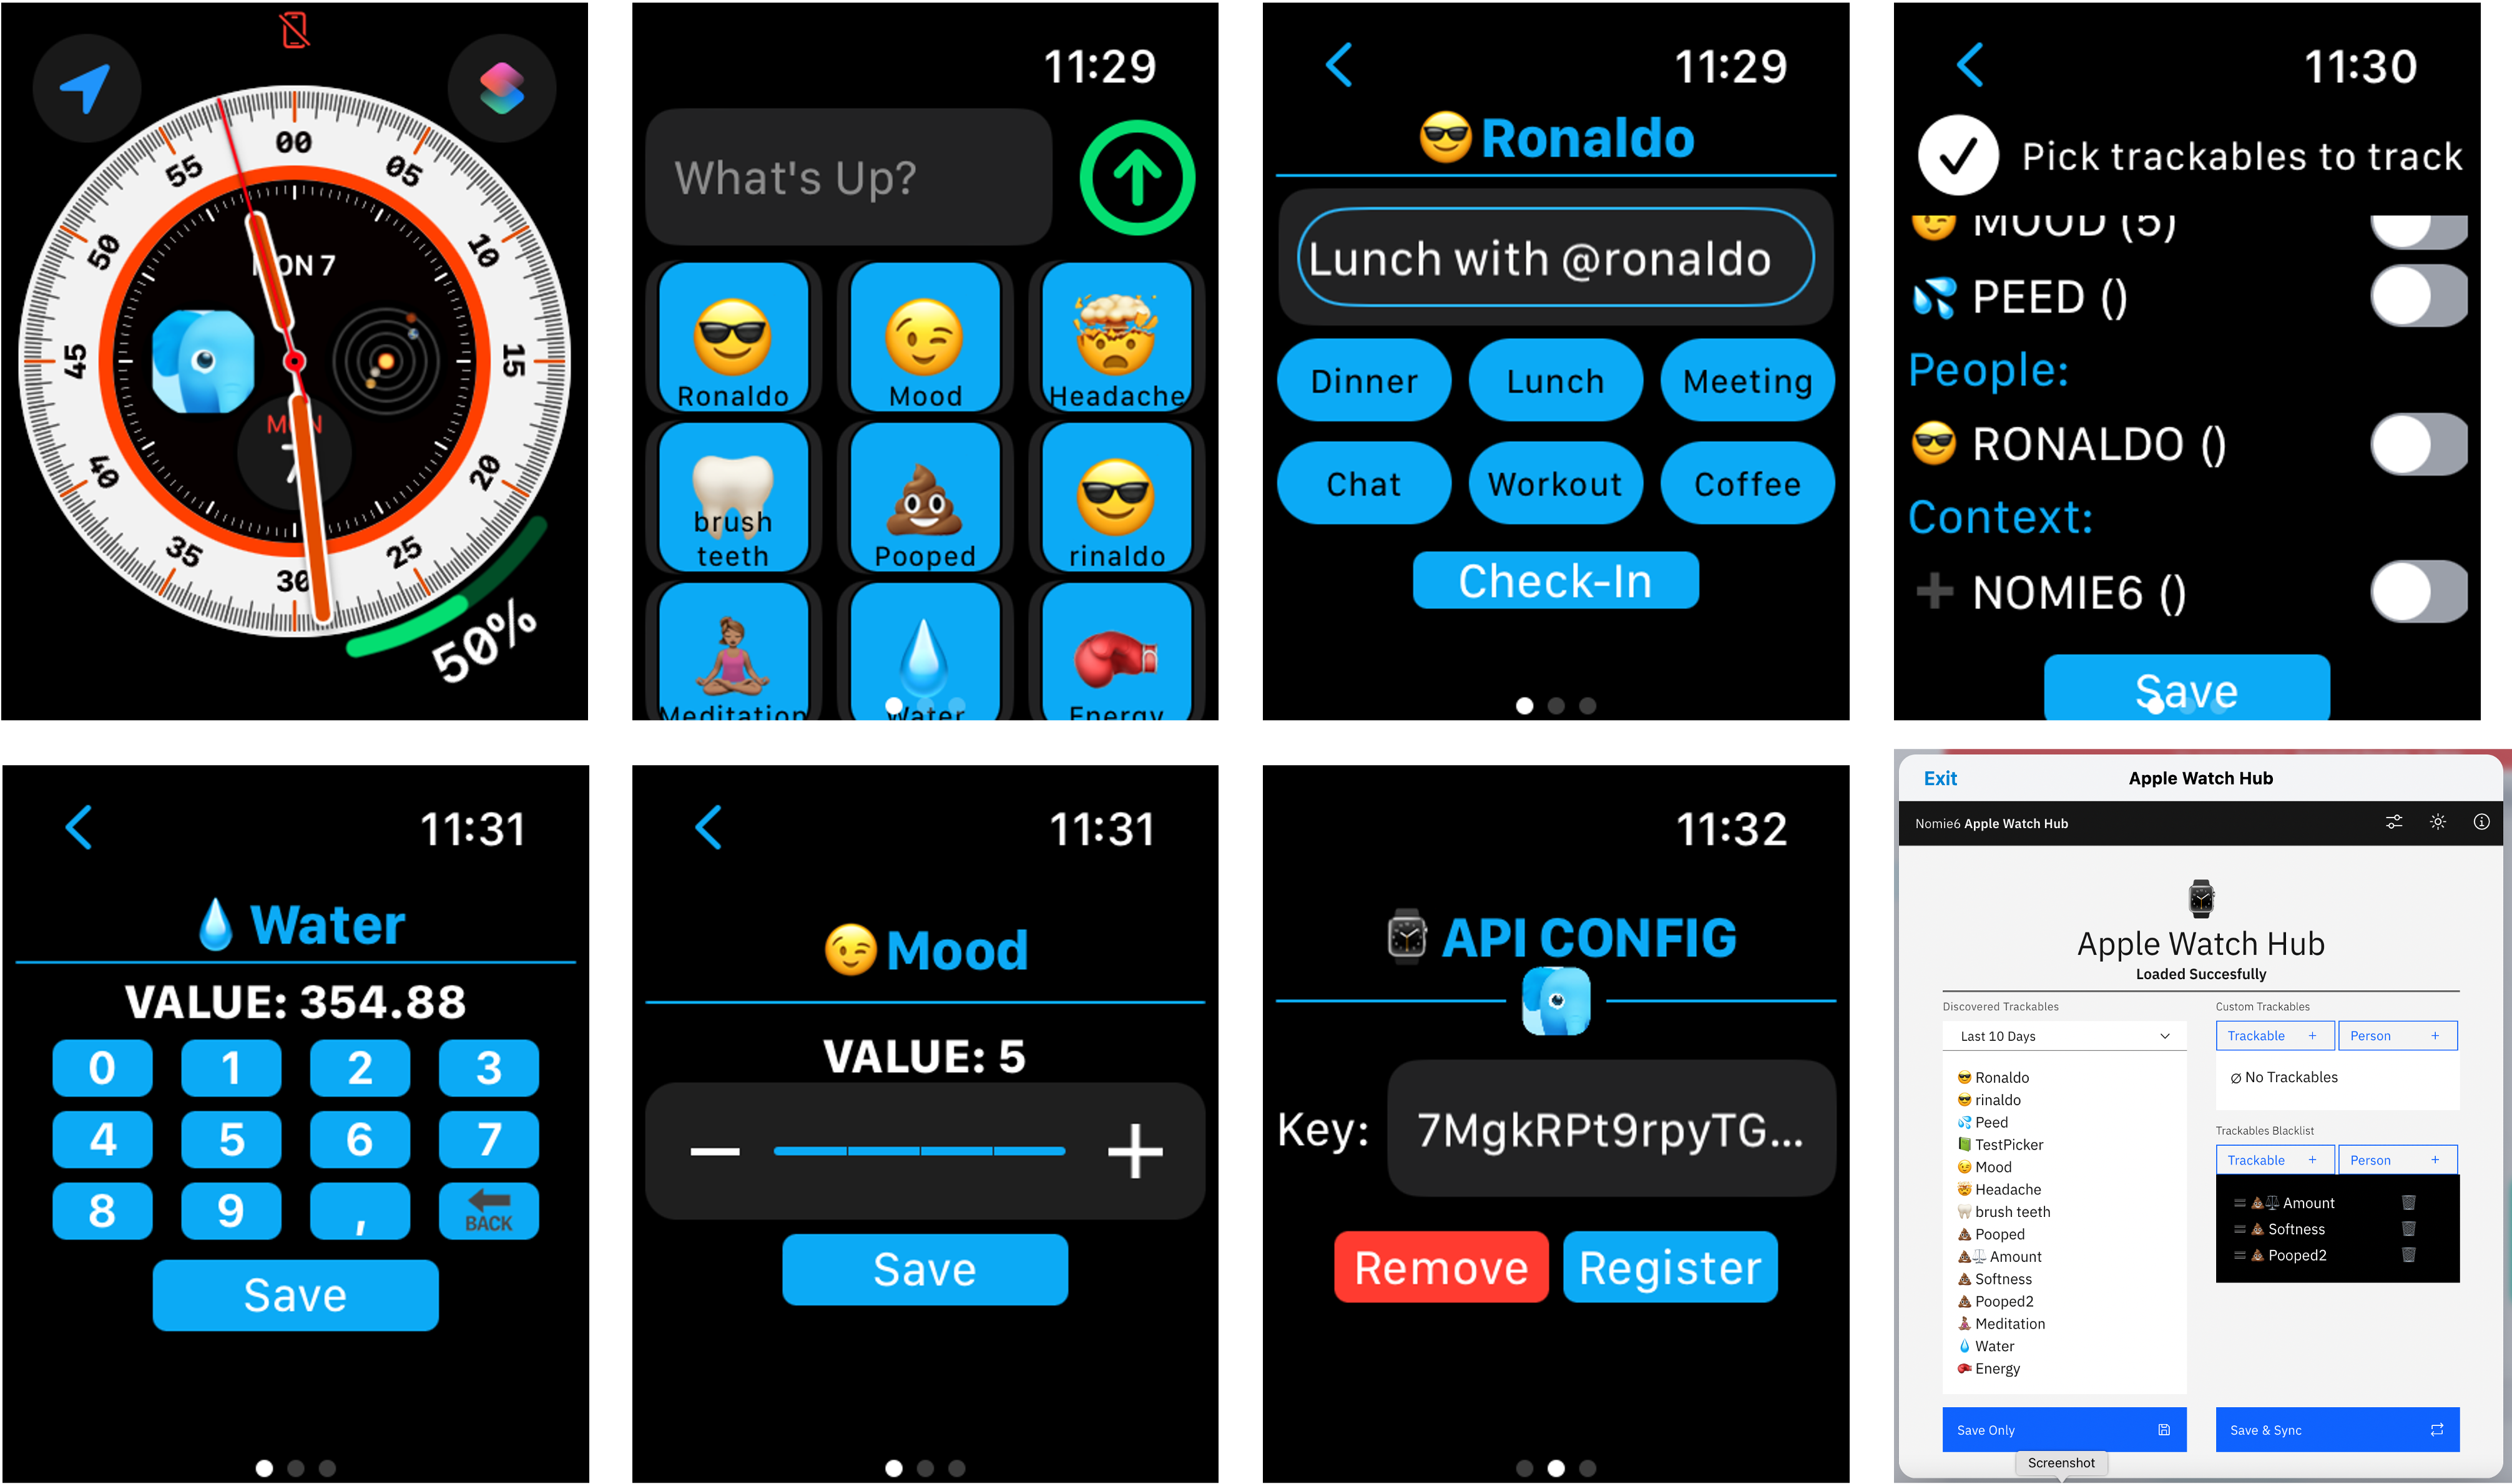 00
05
10
15
20
25
30
35
40
45
50
55
MON 7
MON
7
50%
11:29
What's Up?
Ronaldo
Mood
Headache
brush
teeth
Pooped
rinaldo
Meditation
Water
Energy
11:29
Ronaldo
Lunch with @ronaldo
Dinner
Lunch
Meeting
Chat
Workout
Coffee
Check-In
11:30
Pick trackables to track
MOOD (5)
PEED ()
People:
RONALDO ()
Context:
NOMIE6 ()
Save
11:31
Water
VALUE: 354.88
0 1 2 3
4 5 6 7
8 9 , BACK
Save
11:31
Mood
VALUE: 5
Save
11:32
API CONFIG
Key: 7MgkRPt9rpyTG...
Remove Register
Exit Apple Watch Hub
Nomie6 Apple Watch Hub
Apple Watch Hub
Loaded Succesfully
Discovered Trackables
Last 10 Days
Ronaldo
rinaldo
Peed
TestPicker
Mood
Headache
brush teeth
Pooped
Amount
Softness
Pooped2
Meditation
Water
Energy
Save Only
Custom Trackables
Trackable + Person +
No Trackables
Trackables Blacklist
Trackable + Person +
Amount
Softness
Pooped2
Save & Sync
Screenshot